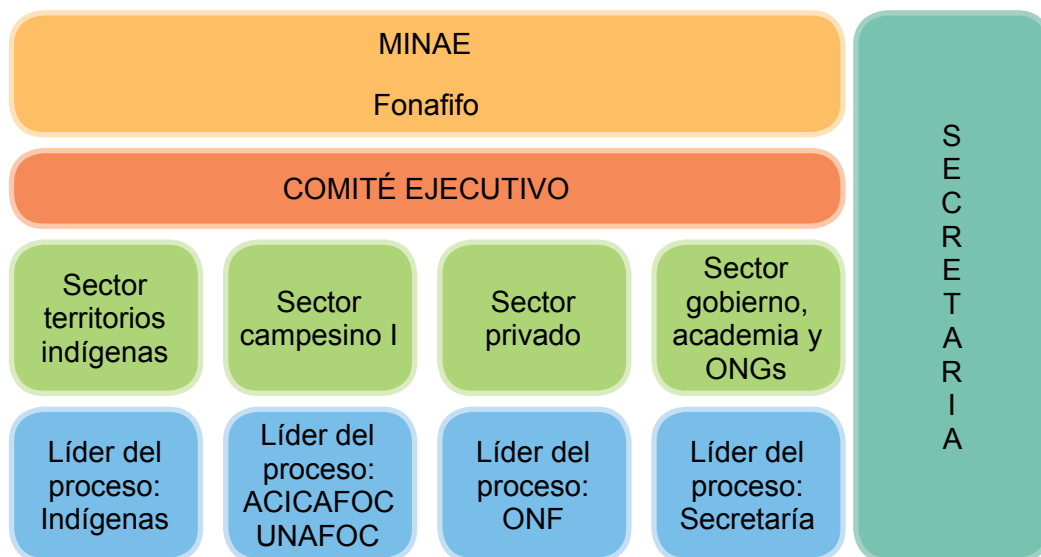 MINAE
Fonafifo
COMITÉ EJECUTIVO
Sector
territorios
indígenas
Sector
campesino I
Sector
privado
Sector
gobierno,
academia y
ONGs
Líder del
proceso:
Indígenas
Líder del
proceso:
ACICAFOC
UNAFOC
Líder del
proceso:
ONF
Líder del
proceso:
Secretaría
S
E
C
R
E
T
A
R
I
A